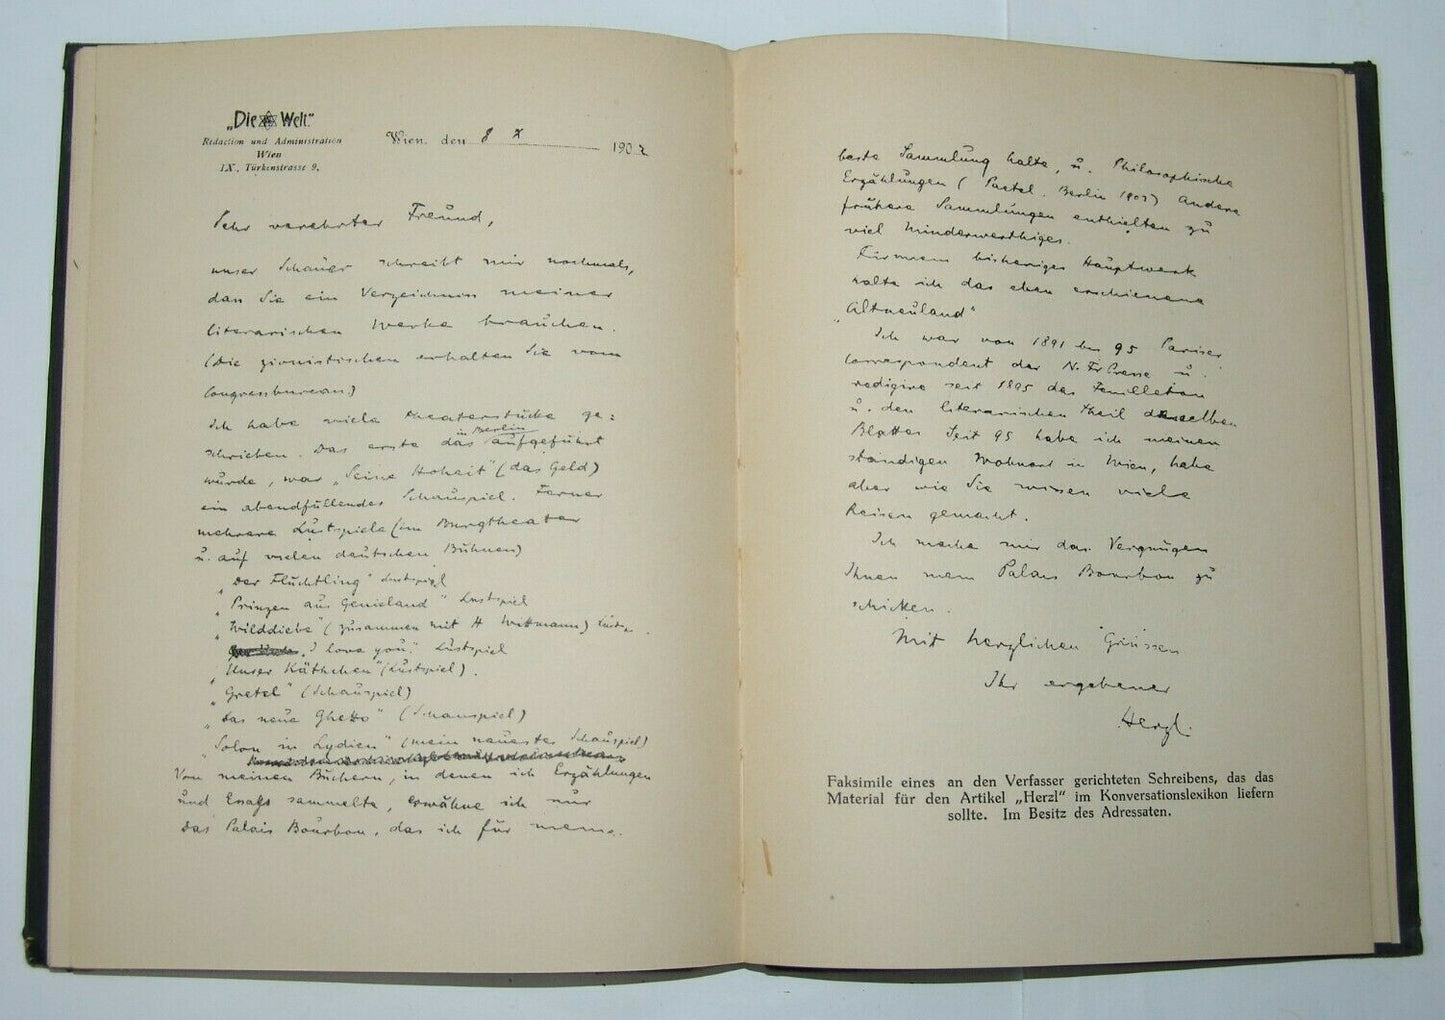 „Die Welt."
Redaction und Administration
Wien
IX, Türkenstrasse 9.
Wien, den 8 X 1902
Sehr verehrter Freund,
unser Schauer schreibt mir nochmals,
dass Sie ein Verzeichniss meiner
literarischen Werke brauchen.
(Die zionistischen erhalten Sie vom
Congressbureau)
Ich habe viele Theaterstücke ge=
schrieben. Das erste das in Berlin aufgeführt
wurde, war „Seine Hoheit" (das Geld)
ein abendfüllendes Schauspiel. Ferner
mehrere Lustspiele (im Burgtheater
u. auf vielen deutschen Bühnen)
„Der Flüchtling" Lustspiel
„Prinzen aus Genieland" Lustspiel
„Wilddiebe" (zusammen mit H Wittmann) Lustsp.
„I love you," Lustspiel
„Unser Käthchen" (Lustspiel).
„Gretel" (Schauspiel)
„Das neue Ghetto" (Schauspiel)
„Solon in Lydien" (mein neuestes Schauspiel)
Von meinen Büchern, in denen ich Erzählungen
und Essays sammelte, erwähne ich nur
das Palais Bourbon, das ich für meine
beste Sammlung halte, u. Philosophische
Erzählungen (Paetel. Berlin 1902) Andere
frühere Sammlungen enthielten zu
viel Minderwerthiges.
Für mein bisheriges Hauptwerk
halte ich das eben erschienene
„Altneuland"
Ich war von 1891 bis 95 Pariser
Correspondent der N. Fr Presse u.
redigire seit 1895 das Feuilleton
u. den literarischen Theil desselben
Blattes Seit 95 habe ich meinen
ständigen Wohnort in Wien, habe
aber wie Sie wissen viele
Reisen gemacht.
Ich mache mir das Vergnügen
Ihnen mein Palais Bourbon zu
schicken.
Mit herzlichen Grüssen
Ihr ergebener
Herzl.
Faksimile eines an den Verfasser gerichteten Schreibens, das das
Material für den Artikel „Herzl" im Konversationslexikon liefern
sollte. Im Besitz des Adressaten.